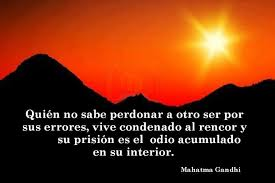 Quién no sabe perdonar a otro ser por
sus errores, vive condenado al rencor y
su prisión es el odio acumulado
en su interior.
Mahatma Gandhi